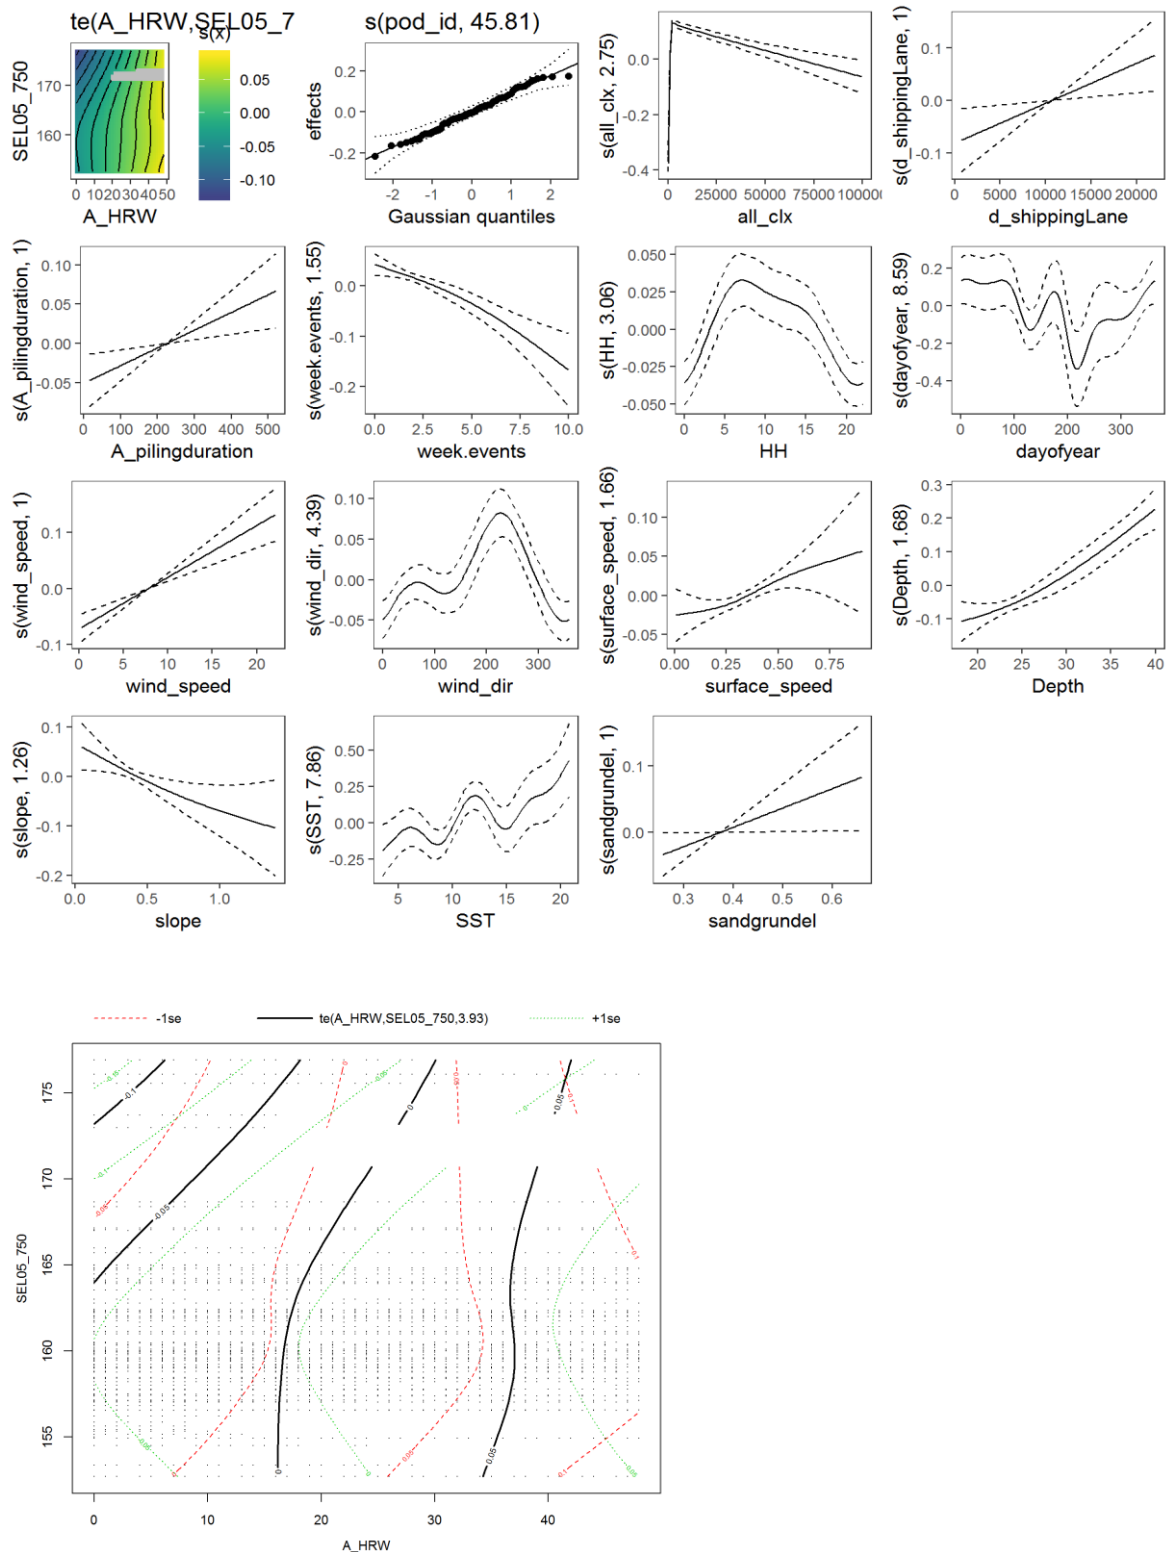 te(A_HRW,SEL05_7
s(x)
s(pod_id, 45.81)
SEL05_750
170
160
0 10 20 30 40 50
A_HRW
0.05
0.00
-0.05
-0.10
effects
0.2
0.0
-0.2
-2 -1 0 1 2
Gaussian quantiles
s(all_clx, 2.75)
0.0
-0.2
-0.4
0 25000 50000 75000 10000(
all_clx
s(d_shippingLane, 1)
0.1
0.0
-0.1
0 5000 10000 15000 20000
d_shippingLane
s(A_pilingduration, 1)
0.10
0.05
0.00
-0.05
0 100 200 300 400 500
A_pilingduration
s(week.events, 1.55)
0.0
-0.1
-0.2
0.0 2.5 5.0 7.5 10.0
week.events
s(HH, 3.06)
0.050
0.025
0.000
-0.025
-0.050
0 5 10 15 20
HH
s(dayofyear, 8.59)
0.2
0.0
-0.2
-0.4
0 100 200 300
dayofyear
s(wind_speed, 1)
0.1
0.0
-0.1
0 5 10 15 20
wind_speed
s(wind_dir, 4.39)
0.10
0.05
0.00
-0.05
0 100 200 300
wind_dir
s(surface_speed, 1.66)
0.10
0.05
0.00
-0.05
0.00 0.25 0.50 0.75
surface_speed
s(Depth, 1.68)
0.3
0.2
0.1
0.0
-0.1
20 25 30 35 40
Depth
s(slope, 1.26)
0.1
0.0
-0.1
-0.2
0.0 0.5 1.0
slope
s(SST, 7.86)
0.50
0.25
0.00
-0.25
5 10 15 20
SST
s(sandgrundel, 1)
0.1
0.0
0.3 0.4 0.5 0.6
sandgrundel
-1se
te(A_HRW,SEL05_750,3.93)
+1se
SEL05_750
175
170
165
160
155
-0.1
-0.05
0
0
0.05
0.05
0 10 20 30 40
A_HRW